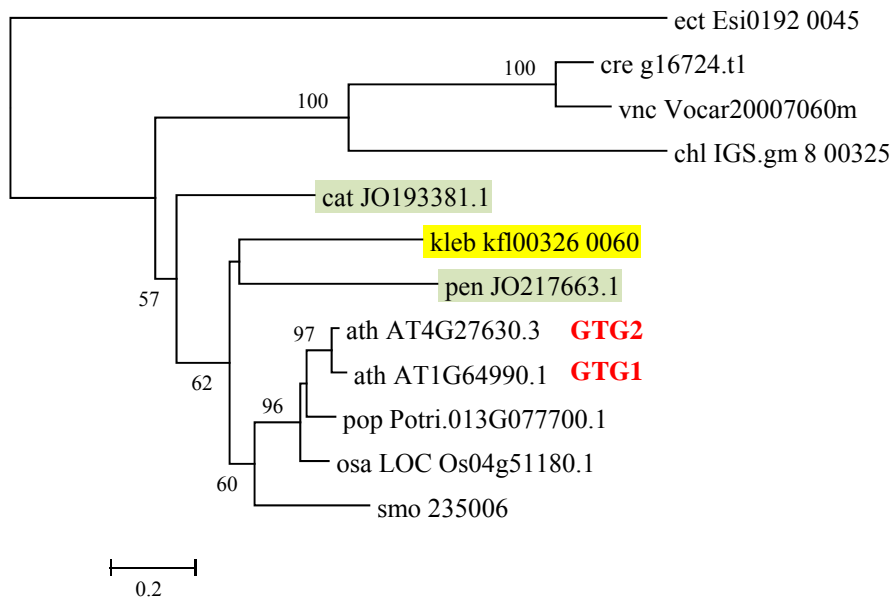 ect Esi0192 0045
cre g16724.t1
100
100
vnc Vocar20007060m
chl IGS.gm 8 00325
cat JO193381.1
kleb kfl00326 0060
pen JO217663.1
57
97
ath AT4G27630.3 GTG2
ath AT1G64990.1 GTG1
62
96
pop Potri.013G077700.1
osa LOC Os04g51180.1
60
smo 235006
0.2